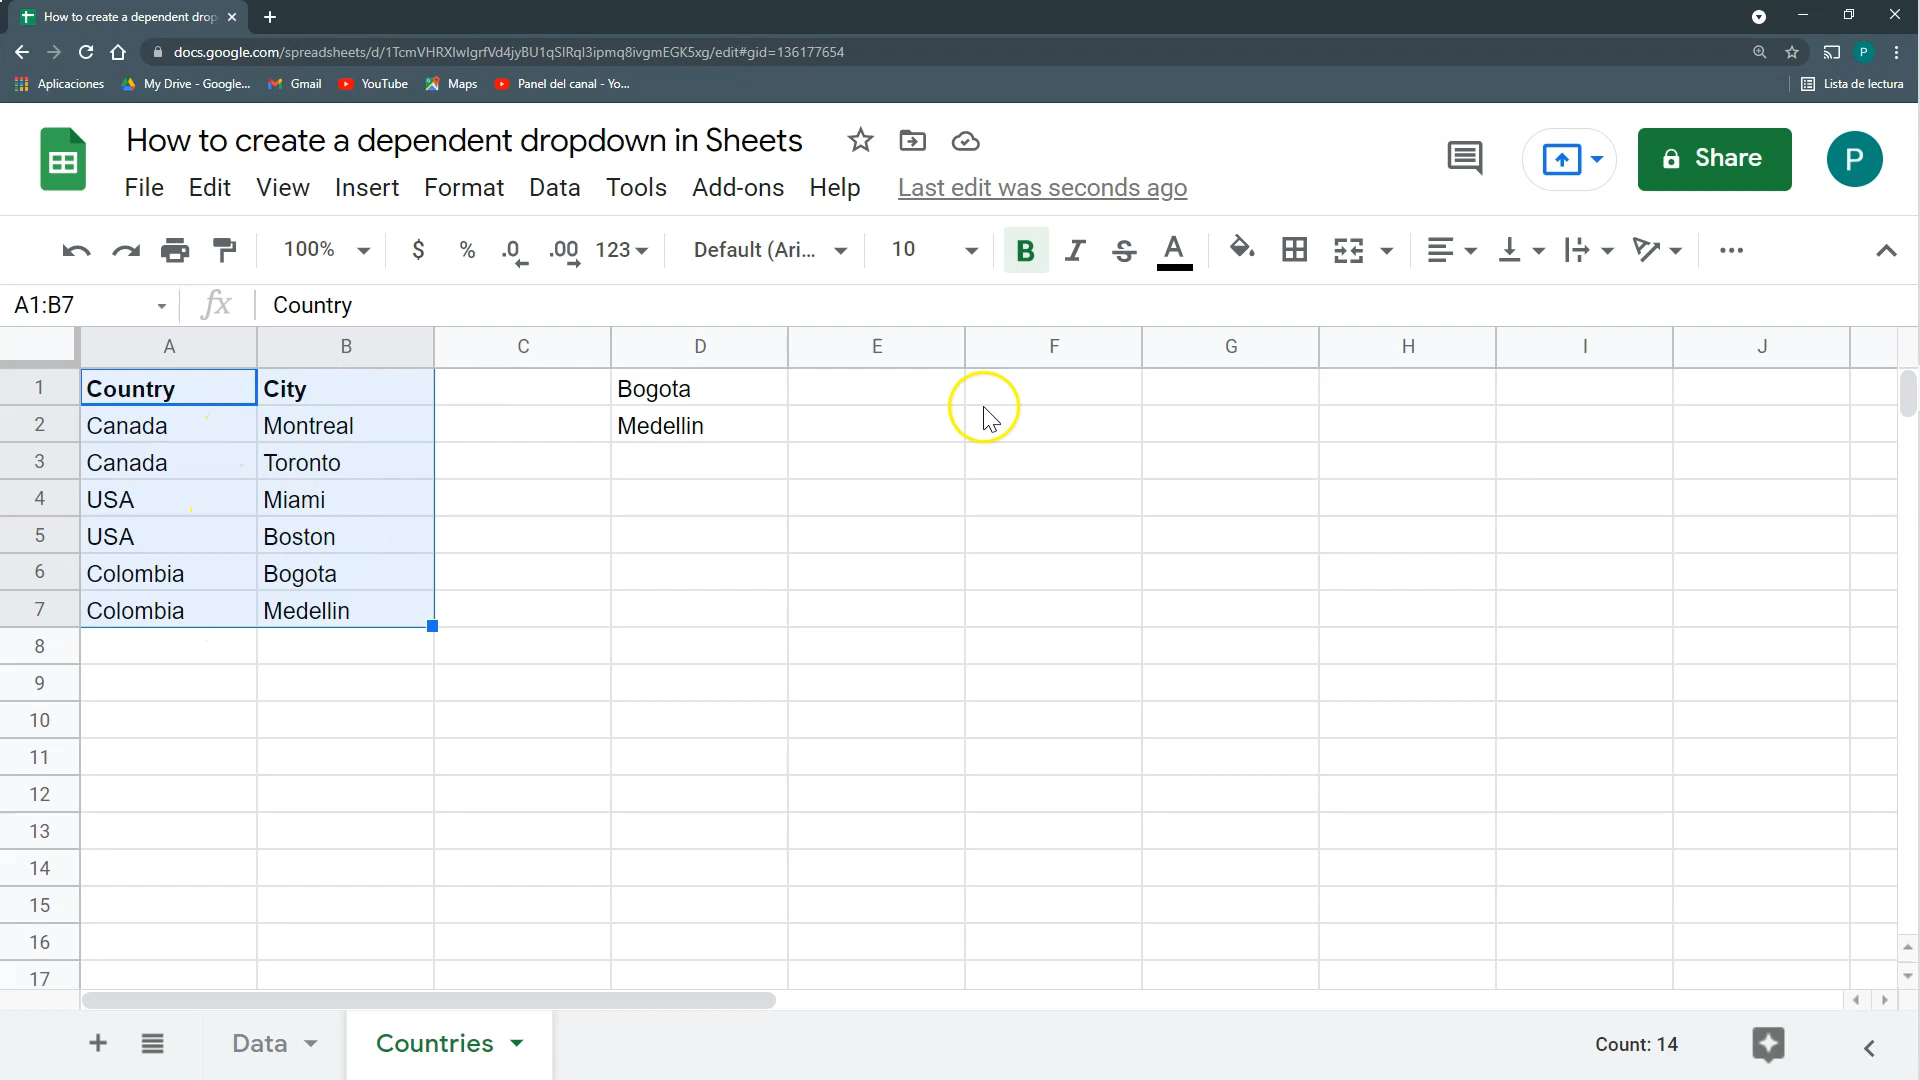 How to create a dependent drop
docs.google.com/spreadsheets/d/1TcmVHRXIwIgrfVd4jyBU1qSIRqI3ipmq8ivgmEGK5xg/edit#gid=136177654
Aplicaciones My Drive - Google... Gmail YouTube Maps Panel del canal - Yo... Lista de lectura
How to create a dependent dropdown in Sheets
Share
P
File Edit View Insert Format Data Tools Add-ons Help Last edit was seconds ago
100% $ % .0 .00 123 Default (Ari... 10 B I S A
A1:B7 fx Country
A B C D E F G H I J
1 Country City Bogota
2 Canada Montreal Medellin
3 Canada Toronto
4 USA Miami
5 USA Boston
6 Colombia Bogota
7 Colombia Medellin
8
9
10
11
12
13
14
15
16
17
Data Countries Count: 14